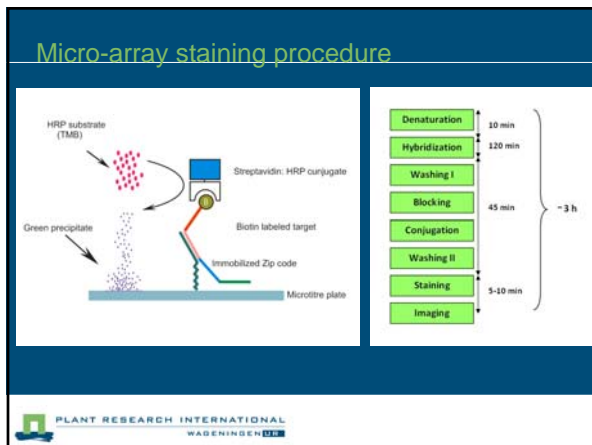 Micro-array staining procedure
HRP substrate
(TMB)
Streptavidin: HRP cunjugate
B
Green precipitate
Biotin labeled target
Immobilized Zip code
Microtitre plate
Denaturation
Hybridization
Washing I
Blocking
Conjugation
Washing II
Staining
Imaging
10 min
120 min
45 min
5-10 min
~3 h
PLANT RESEARCH INTERNATIONAL
WAGENINGEN UR